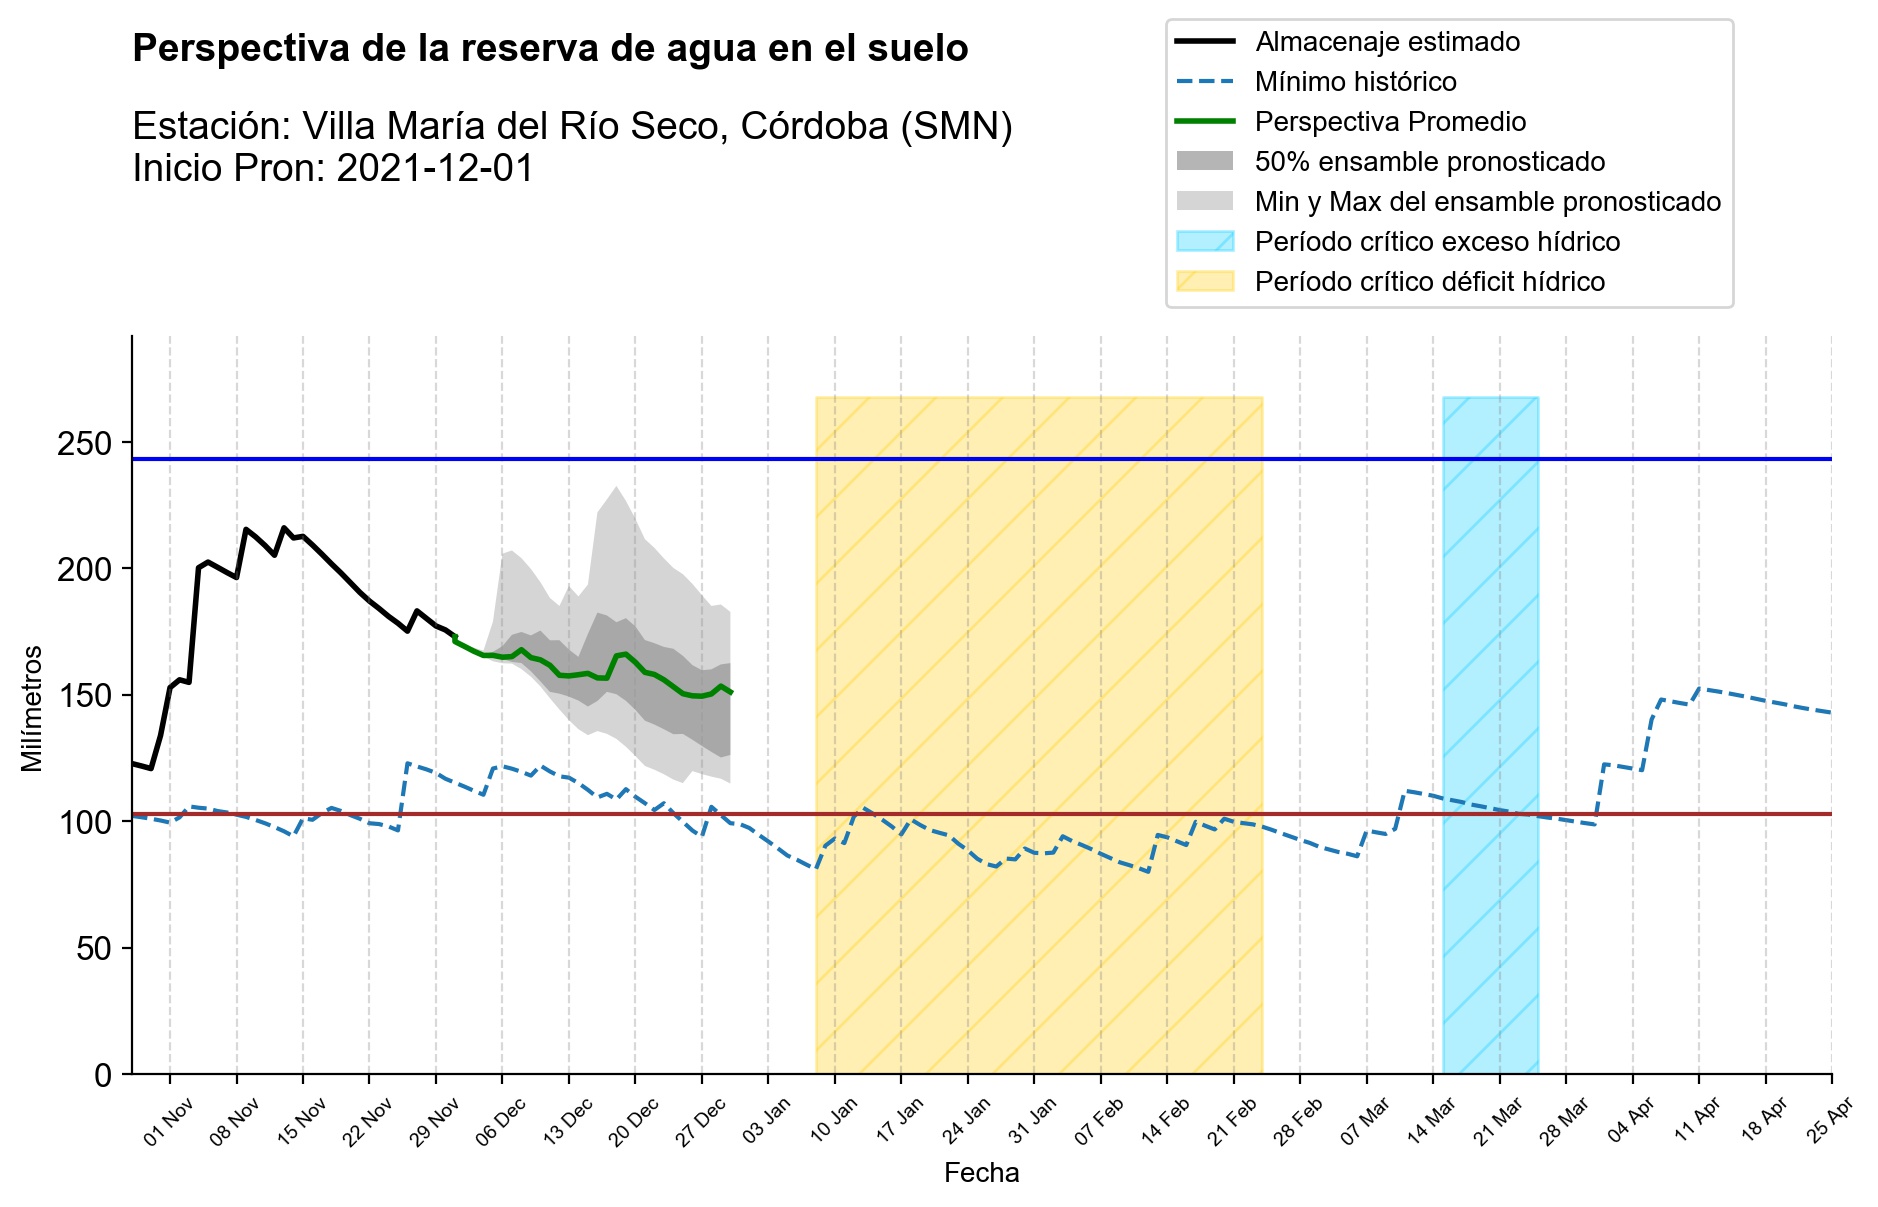 Perspectiva de la reserva de agua en el suelo
Estación: Villa María del Río Seco, Córdoba (SMN)
Inicio Pron: 2021-12-01
Almacenaje estimado
Mínimo histórico
Perspectiva Promedio
50% ensamble pronosticado
Min y Max del ensamble pronosticado
Período crítico exceso hídrico
Período crítico déficit hídrico
250
200
150
100
50
0
Milímetros
01 Nov
08 Nov
15 Nov
22 Nov
29 Nov
06 Dec
13 Dec
20 Dec
27 Dec
03 Jan
10 Jan
17 Jan
24 Jan
31 Jan
07 Feb
14 Feb
21 Feb
28 Feb
07 Mar
14 Mar
21 Mar
28 Mar
04 Apr
11 Apr
18 Apr
25 Apr
Fecha